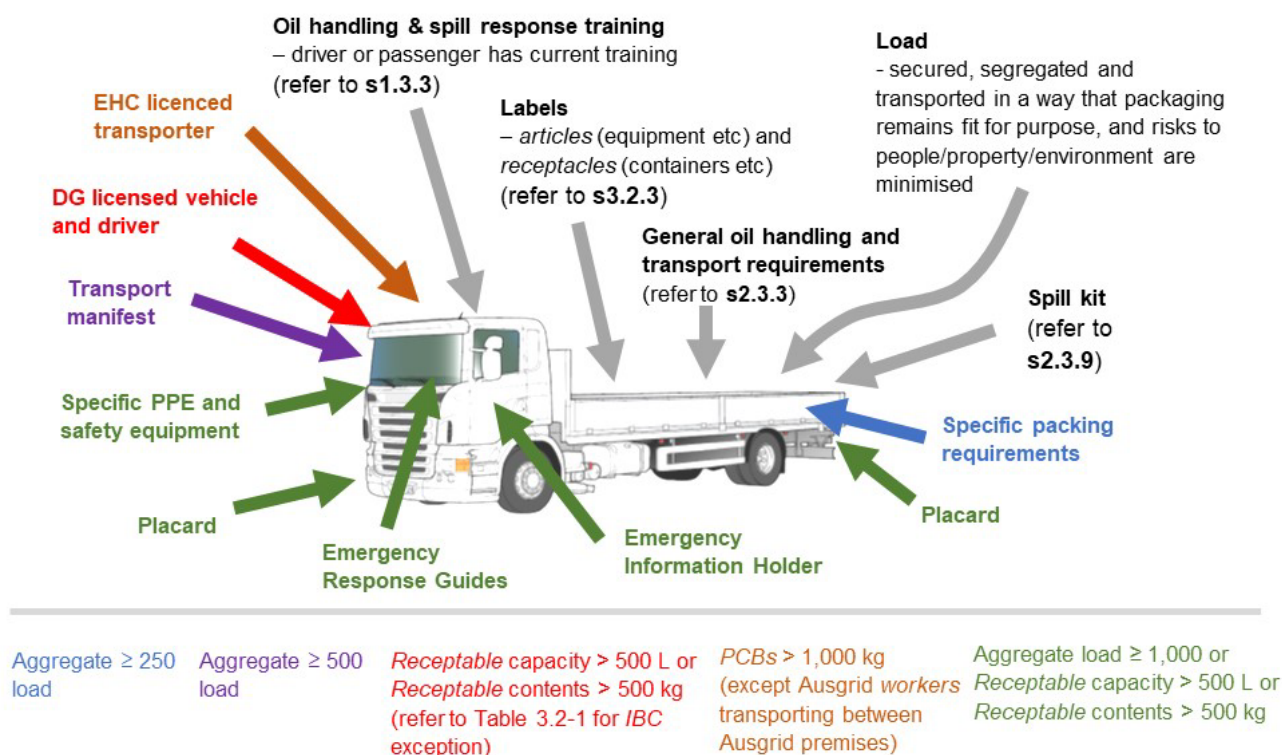 Oil handling & spill response training
– driver or passenger has current training
(refer to s1.3.3)
Load
- secured, segregated and
transported in a way that packaging
remains fit for purpose, and risks to
people/property/environment are
minimised
EHC licenced
transporter
Labels
– articles (equipment etc) and
receptacles (containers etc)
(refer to s3.2.3)
DG licensed vehicle
and driver
General oil handling and
transport requirements
(refer to s2.3.3)
Transport
manifest
Spill kit
(refer to
s2.3.9)
Specific PPE and
safety equipment
Specific packing
requirements
Placard
Emergency
Response Guides
Emergency
Information Holder
Placard
Aggregate ≥ 250
load
Aggregate ≥ 500
load
Receptable capacity > 500 L or
Receptable contents > 500 kg
(refer to Table 3.2-1 for IBC
exception)
PCBs > 1,000 kg
(except Ausgrid workers
transporting between
Ausgrid premises)
Aggregate load ≥ 1,000 or
Receptable capacity > 500 L or
Receptable contents > 500 kg